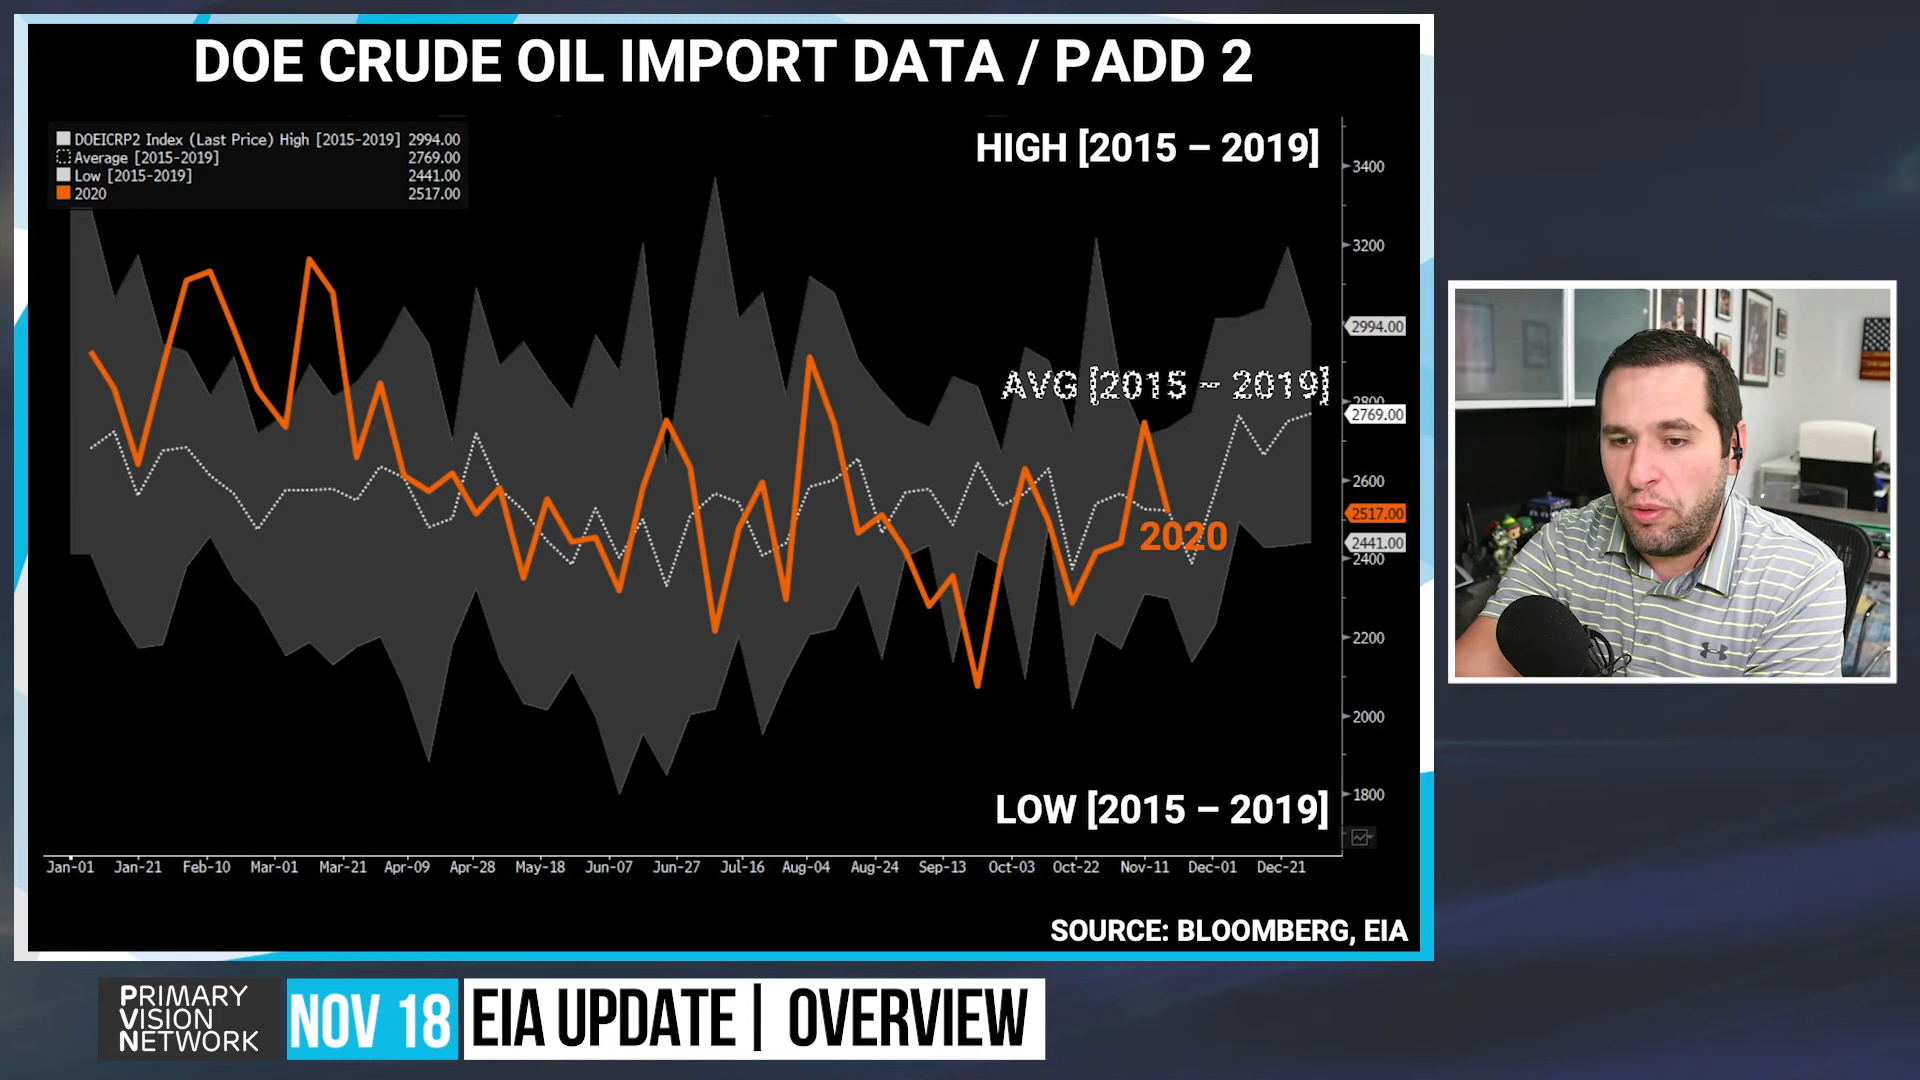 DOE CRUDE OIL IMPORT DATA / PADD 2
DOEICRP2 Index (Last Price) High [2015-2019] 2994.00
Average [2015-2019] 2769.00
Low [2015-2019] 2441.00
2020 2517.00
HIGH [2015 – 2019]
3400
3200
2994.00
AVG [2015 – 2019]
2800
2769.00
2600
2517.00
2441.00
2400
2020
2200
2000
1800
LOW [2015 – 2019]
Jan-01 Jan-21 Feb-10 Mar-01 Mar-21 Apr-09 Apr-28 May-18 Jun-07 Jun-27 Jul-16 Aug-04 Aug-24 Sep-13 Oct-03 Oct-22 Nov-11 Dec-01 Dec-21
SOURCE: BLOOMBERG, EIA
PRIMARY
VISION
NETWORK
NOV 18
EIA UPDATE | OVERVIEW